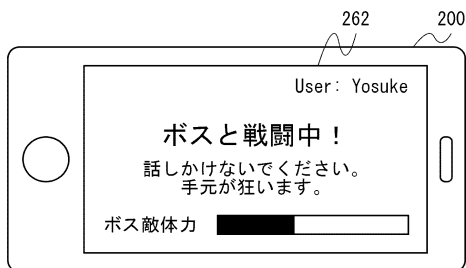 262
200
User: Yosuke
ボスと戦闘中！
話しかけないでください。
手元が狂います。
ボス敵体力